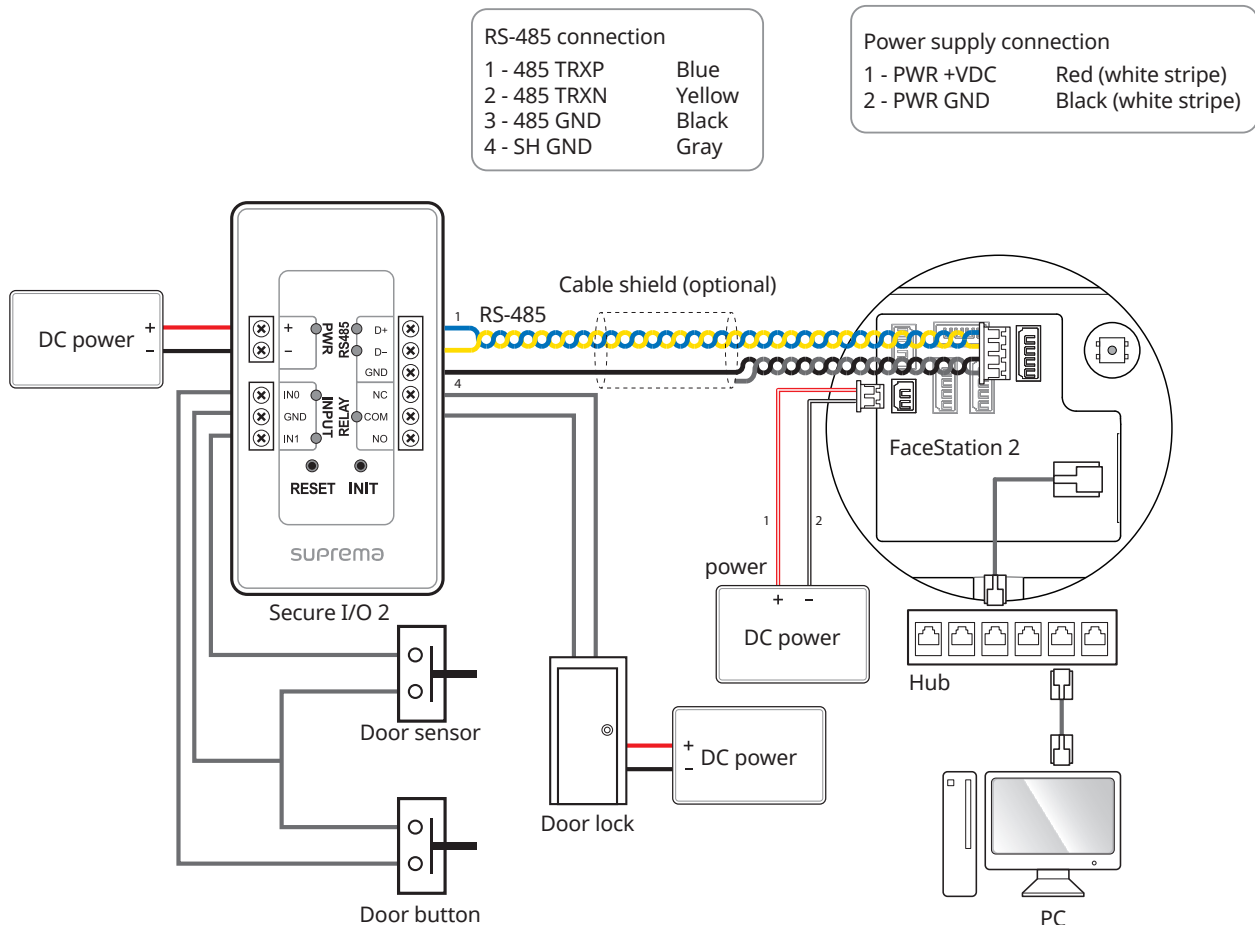 RS-485 connection
1 - 485 TRXP Blue
2 - 485 TRXN Yellow
3 - 485 GND Black
4 - SH GND Gray
Power supply connection
1 - PWR +VDC Red (white stripe)
2 - PWR GND Black (white stripe)
Cable shield (optional)
RS-485
1
4
DC power
+
−
+
−
PWR
RS485
D+
D−
GND
IN0
GND
IN1
INPUT
RELAY
NC
COM
NO
RESET INIT
suprema
Secure I/O 2
FaceStation 2
1
2
power
+ −
DC power
Hub
Door sensor
+
−
DC power
Door lock
Door button
PC